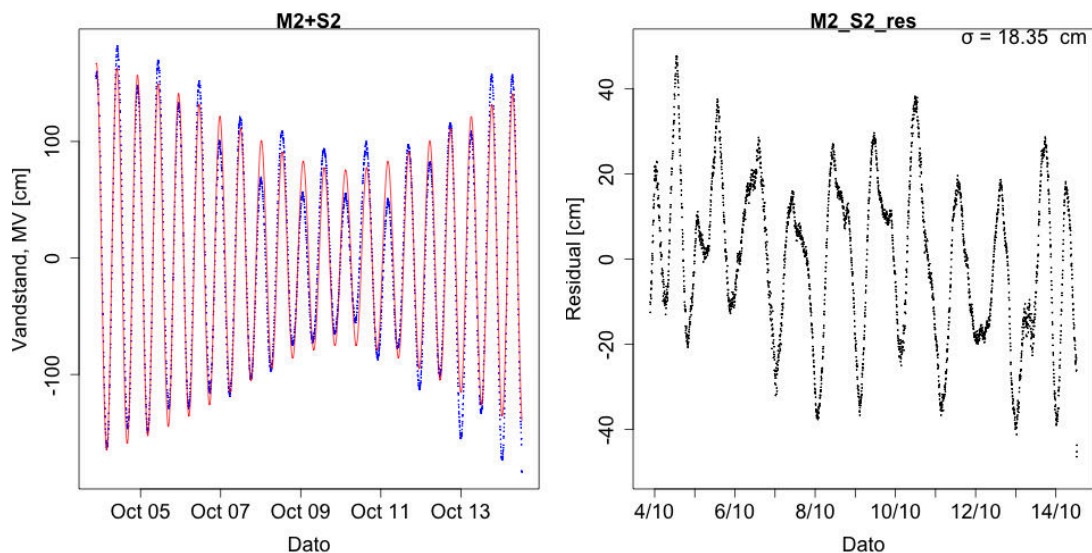 M2+S2
Vandstand, MV [cm]
100
0
-100
Oct 05 Oct 07 Oct 09 Oct 11 Oct 13
Dato
M2_S2_res
σ = 18.35 cm
Residual [cm]
40
20
0
-20
-40
4/10 6/10 8/10 10/10 12/10 14/10
Dato